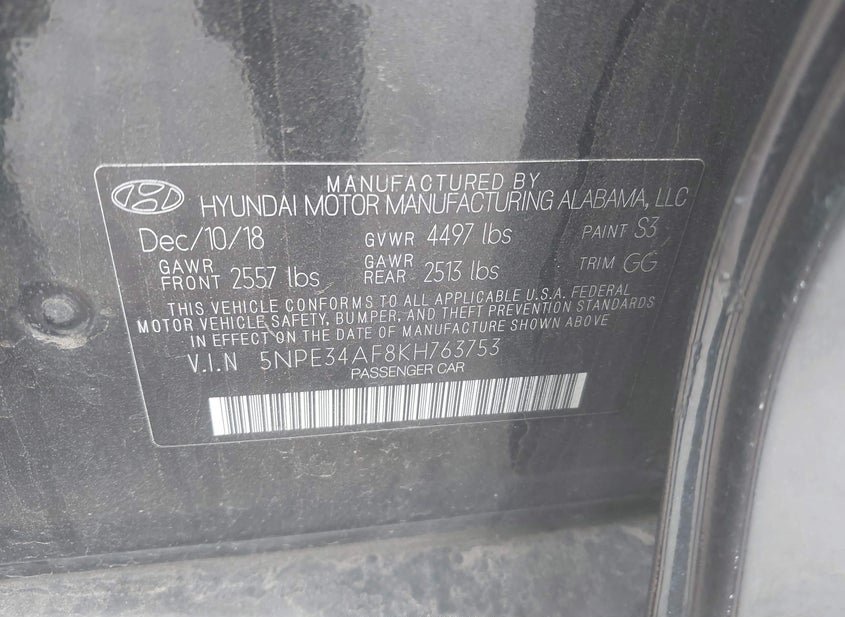 MANUFACTURED BY
HYUNDAI MOTOR MANUFACTURING ALABAMA, LLC
Dec/10/18 GVWR 4497 lbs PAINT S3
GAWR FRONT 2557 lbs GAWR REAR 2513 lbs TRIM GG
THIS VEHICLE CONFORMS TO ALL APPLICABLE U.S.A. FEDERAL
MOTOR VEHICLE SAFETY, BUMPER, AND THEFT PREVENTION STANDARDS
IN EFFECT ON THE DATE OF MANUFACTURE SHOWN ABOVE
V.I.N 5NPE34AF8KH763753
PASSENGER CAR